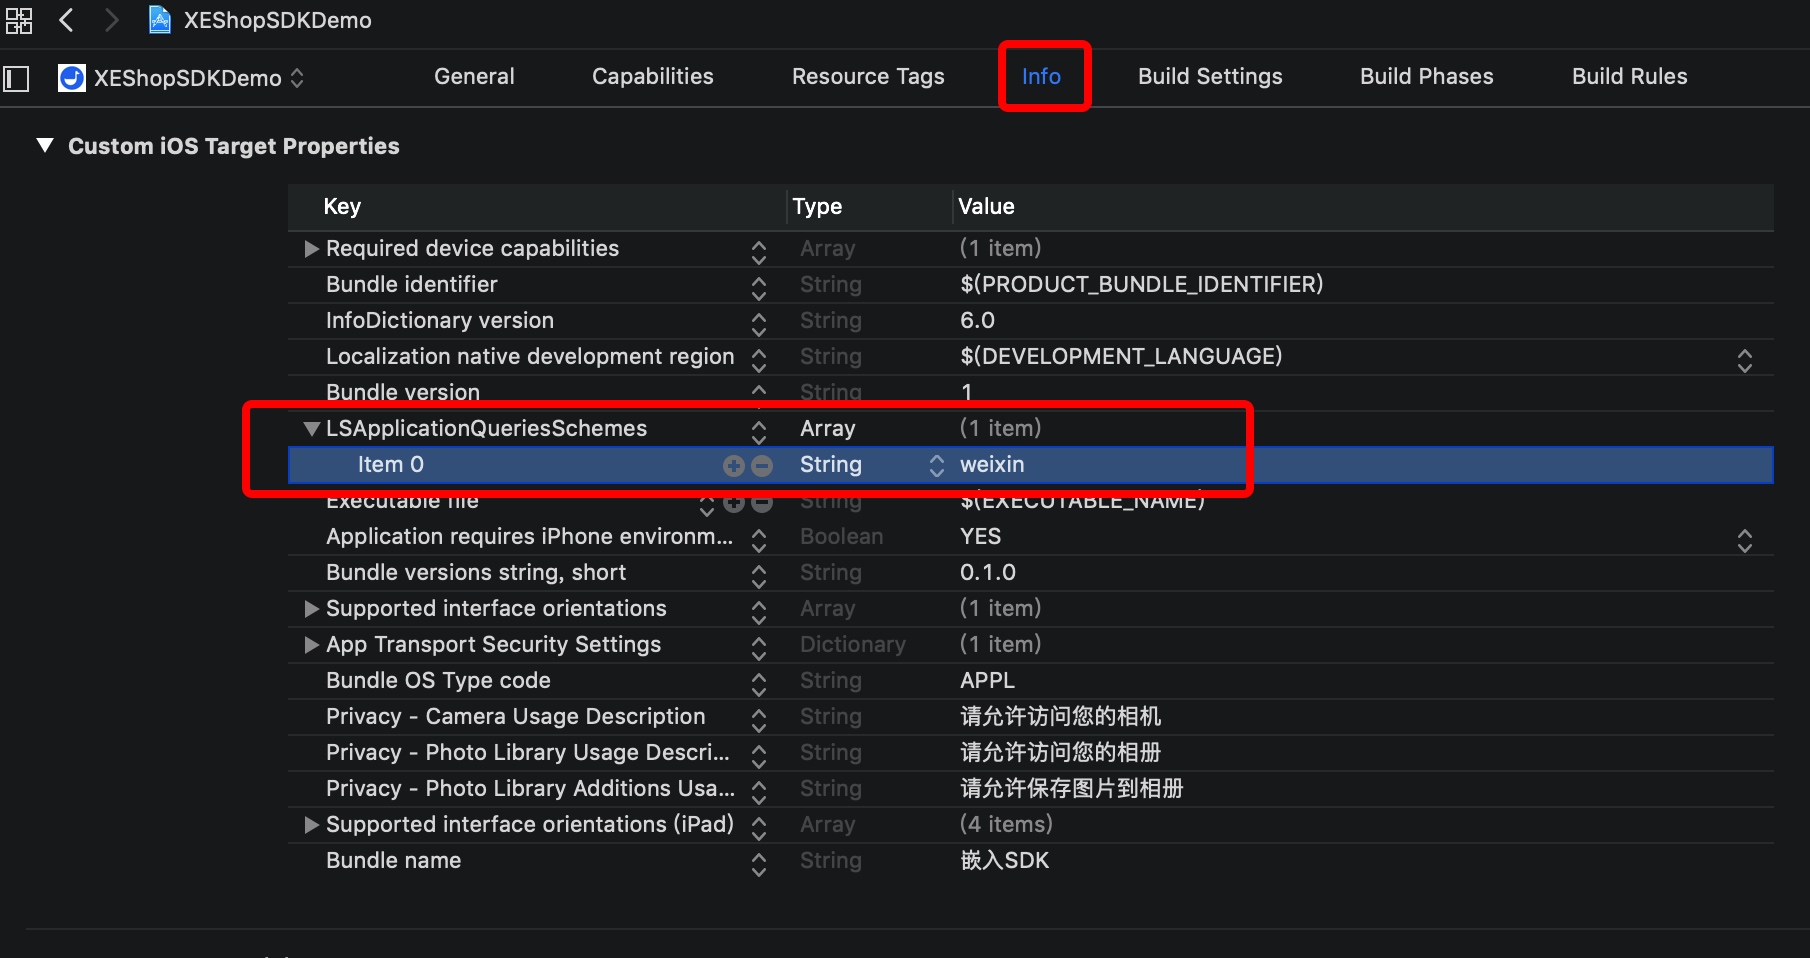 XEShopSDKDemo
XEShopSDKDemo General Capabilities Resource Tags Info Build Settings Build Phases Build Rules
Custom iOS Target Properties
Key Type Value
Required device capabilities Array (1 item)
Bundle identifier String $(PRODUCT_BUNDLE_IDENTIFIER)
InfoDictionary version String 6.0
Localization native development region String $(DEVELOPMENT_LANGUAGE)
Bundle version String 1
LSApplicationQueriesSchemes Array (1 item)
Item 0 String weixin
Executable file String $(EXECUTABLE_NAME)
Application requires iPhone environm... Boolean YES
Bundle versions string, short String 0.1.0
Supported interface orientations Array (1 item)
App Transport Security Settings Dictionary (1 item)
Bundle OS Type code String APPL
Privacy - Camera Usage Description String 请允许访问您的相机
Privacy - Photo Library Usage Descri... String 请允许访问您的相册
Privacy - Photo Library Additions Usa... String 请允许保存图片到相册
Supported interface orientations (iPad) Array (4 items)
Bundle name String 嵌入SDK